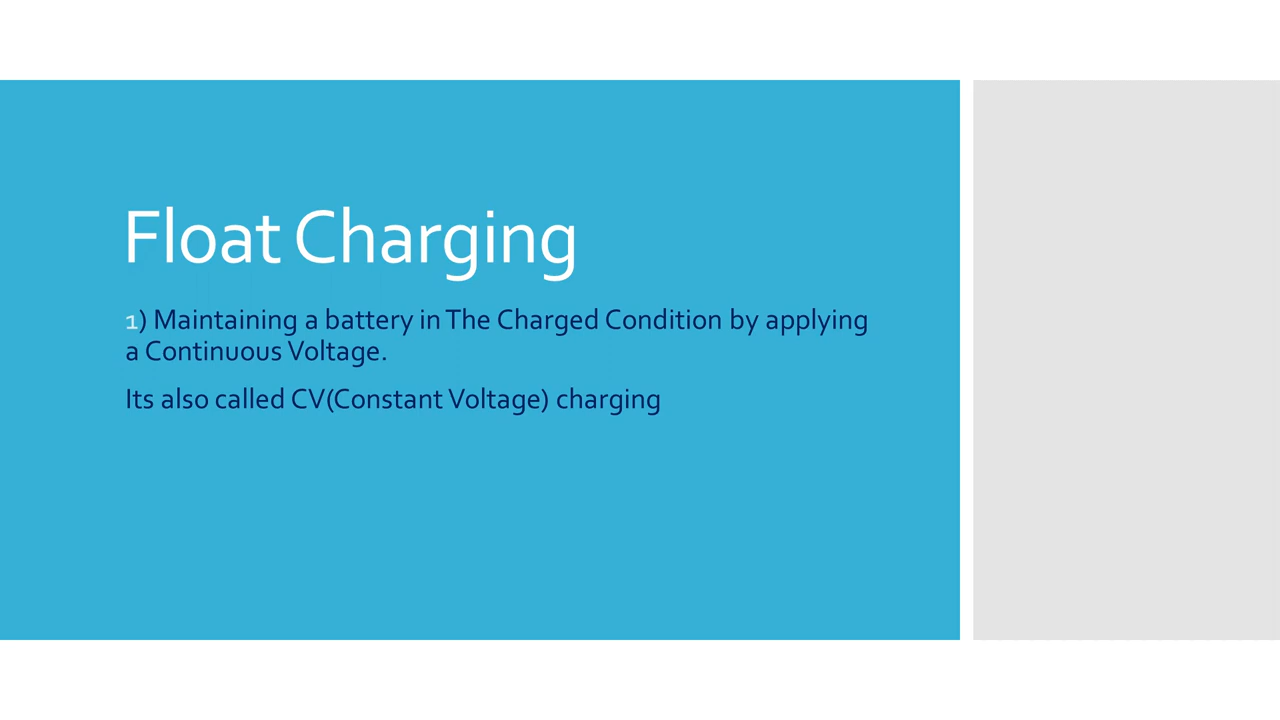 Float Charging
1) Maintaining a battery in The Charged Condition by applying
a Continuous Voltage.
Its also called CV(Constant Voltage) charging